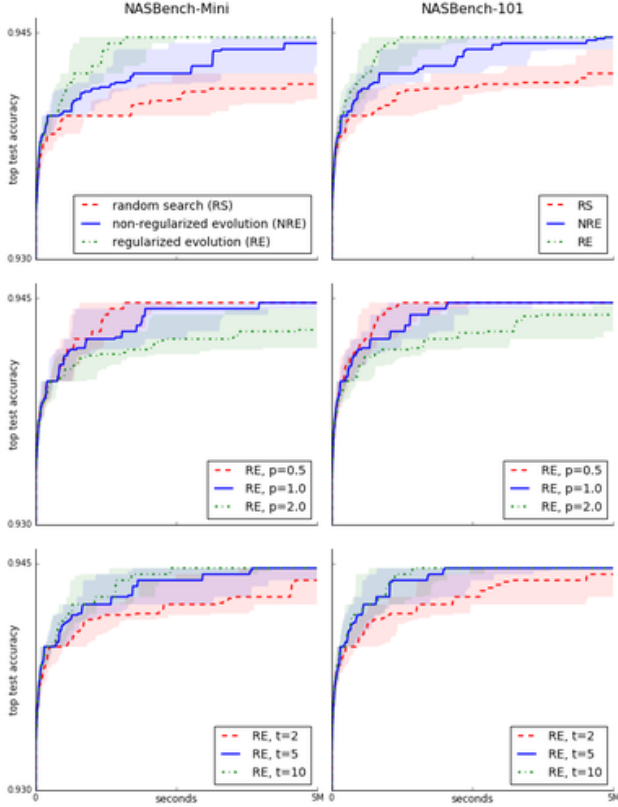 NASBench-Mini
NASBench-101
0.945
top test accuracy
random search (RS)
non-regularized evolution (NRE)
regularized evolution (RE)
RS
NRE
RE
0.930
0.945
top test accuracy
RE, p=0.5
RE, p=1.0
RE, p=2.0
RE, p=0.5
RE, p=1.0
RE, p=2.0
0.930
0.945
top test accuracy
RE, t=2
RE, t=5
RE, t=10
RE, t=2
RE, t=5
RE, t=10
0.930
0
seconds
5M
0
seconds
5M